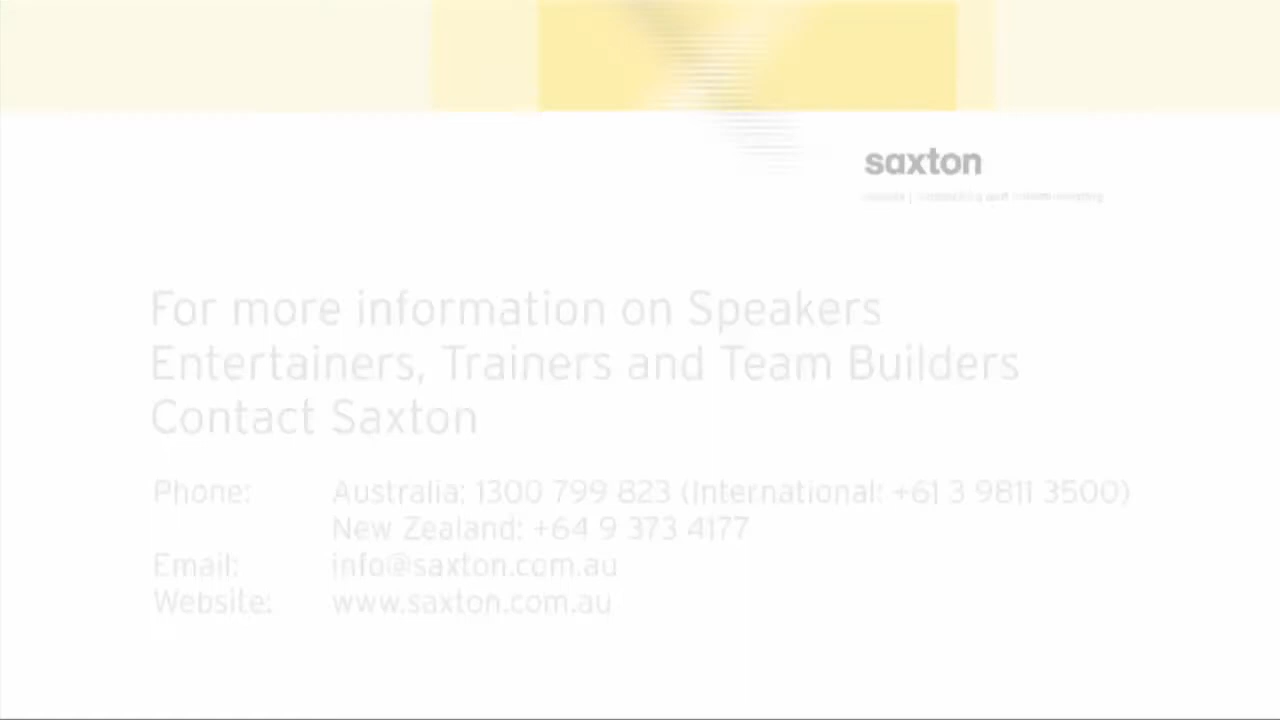 saxton
For more information on Speakers
Entertainers, Trainers and Team Builders
Contact Saxton
Phone: Australia: 1300 799 823 (International: +61 3 9811 3500)
New Zealand: +64 9 373 4177
Email: info@saxton.com.au
Website: www.saxton.com.au